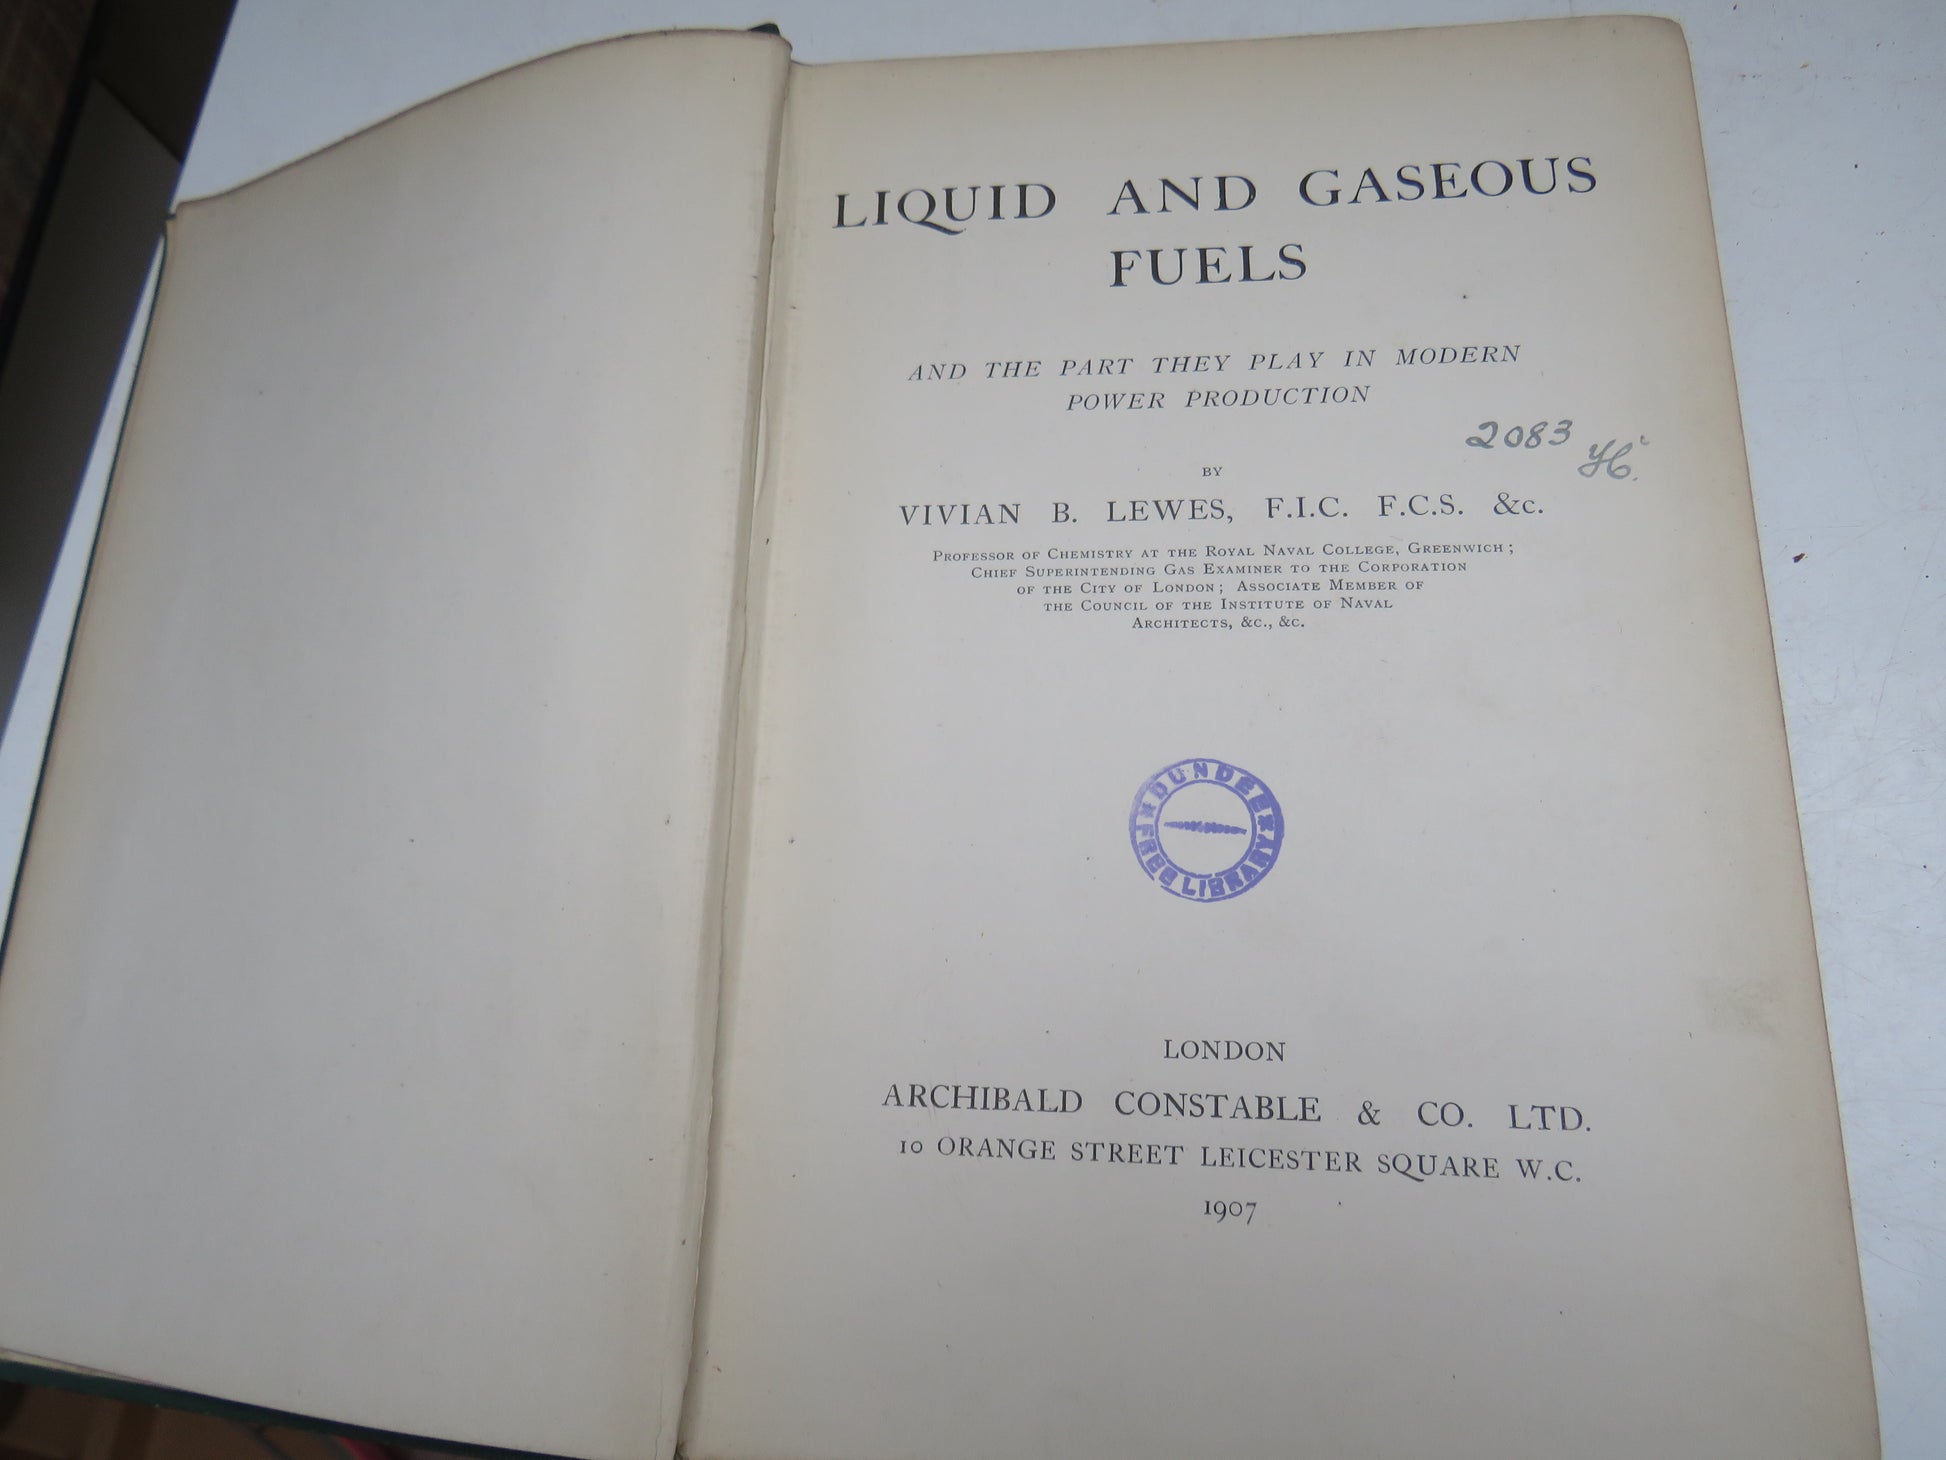 LIQUID AND GASEOUS
FUELS
AND THE PART THEY PLAY IN MODERN
POWER PRODUCTION
2083
BY
VIVIAN B. LEWES, F.I.C. F.C.S. &c.
PROFESSOR OF CHEMISTRY AT THE ROYAL NAVAL COLLEGE, GREENWICH;
CHIEF SUPERINTENDING GAS EXAMINER TO THE CORPORATION
OF THE CITY OF LONDON; ASSOCIATE MEMBER OF
THE COUNCIL OF THE INSTITUTE OF NAVAL
ARCHITECTS, &C., &C.
DUNDEE
FREE LIBRARY
LONDON
ARCHIBALD CONSTABLE & CO. LTD.
10 ORANGE STREET LEICESTER SQUARE W.C.
1907